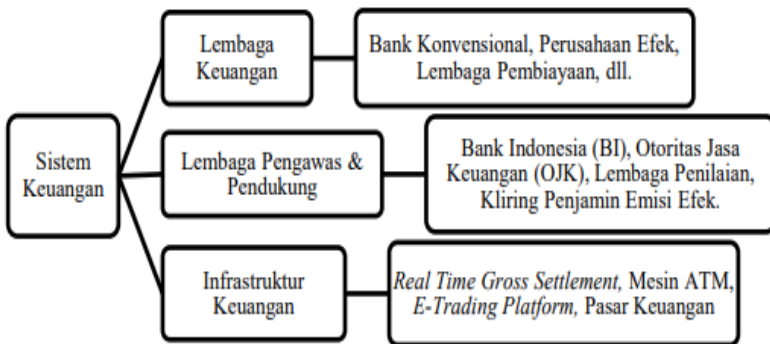 Lembaga
Keuangan
Bank Konvensional, Perusahaan Efek,
Lembaga Pembiayaan, dll.
Sistem
Keuangan
Lembaga Pengawas &
Pendukung
Bank Indonesia (BI), Otoritas Jasa
Keuangan (OJK), Lembaga Penilaian,
Kliring Penjamin Emisi Efek.
Infrastruktur
Keuangan
Real Time Gross Settlement, Mesin ATM,
E-Trading Platform, Pasar Keuangan